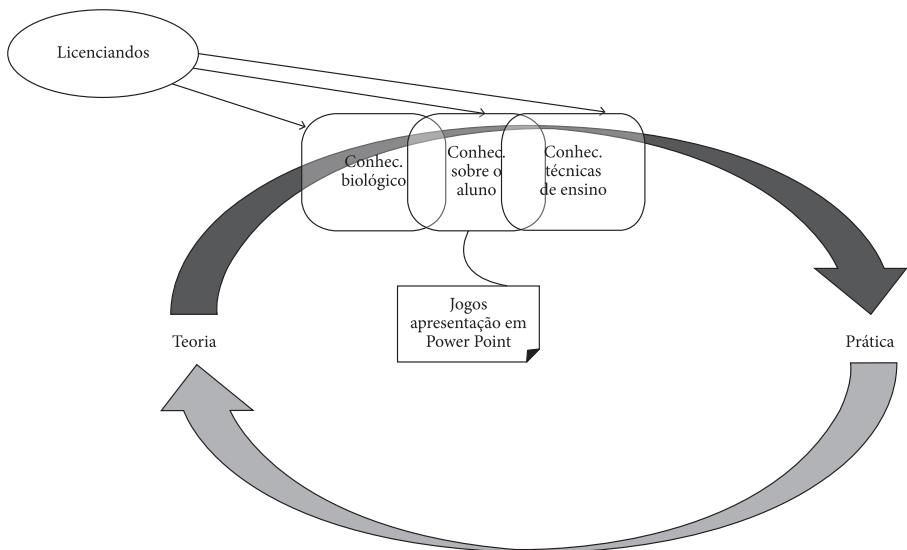 Licenciandos
Conhec.
biológico
Conhec.
sobre o
aluno
Conhec.
técnicas
de ensino
Jogos
apresentação em
Power Point
Teoria
Prática